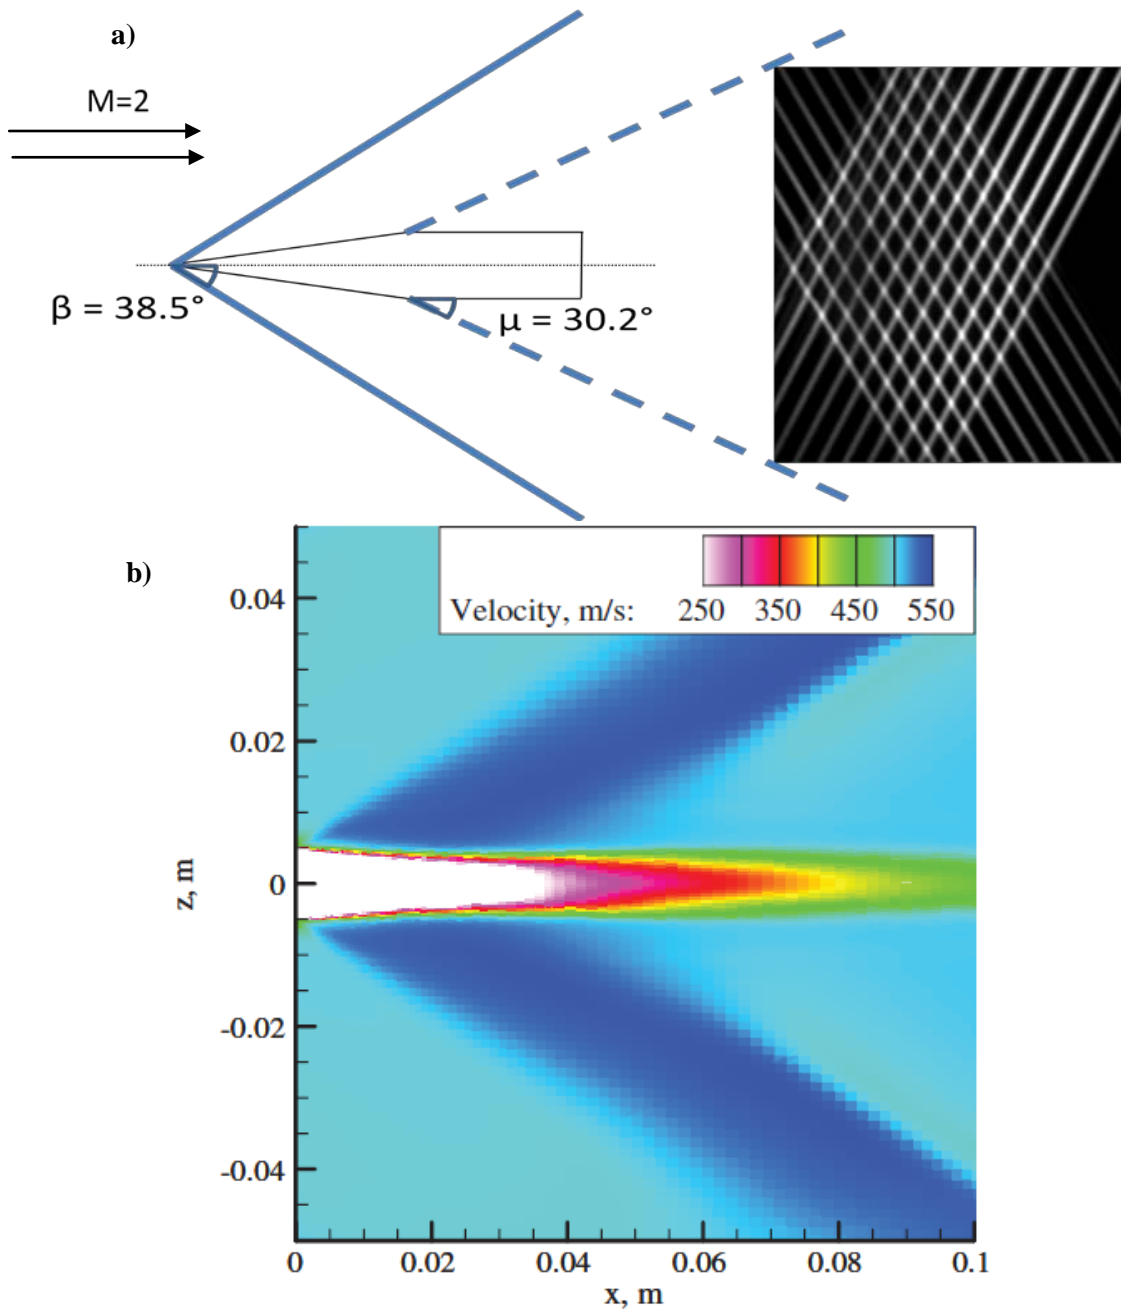 a)
M=2
β = 38.5°
μ = 30.2°
b)
Velocity, m/s: 250 350 450 550
0.04
0.02
0
-0.02
-0.04
z, m
0 0.02 0.04 0.06 0.08 0.1
x, m